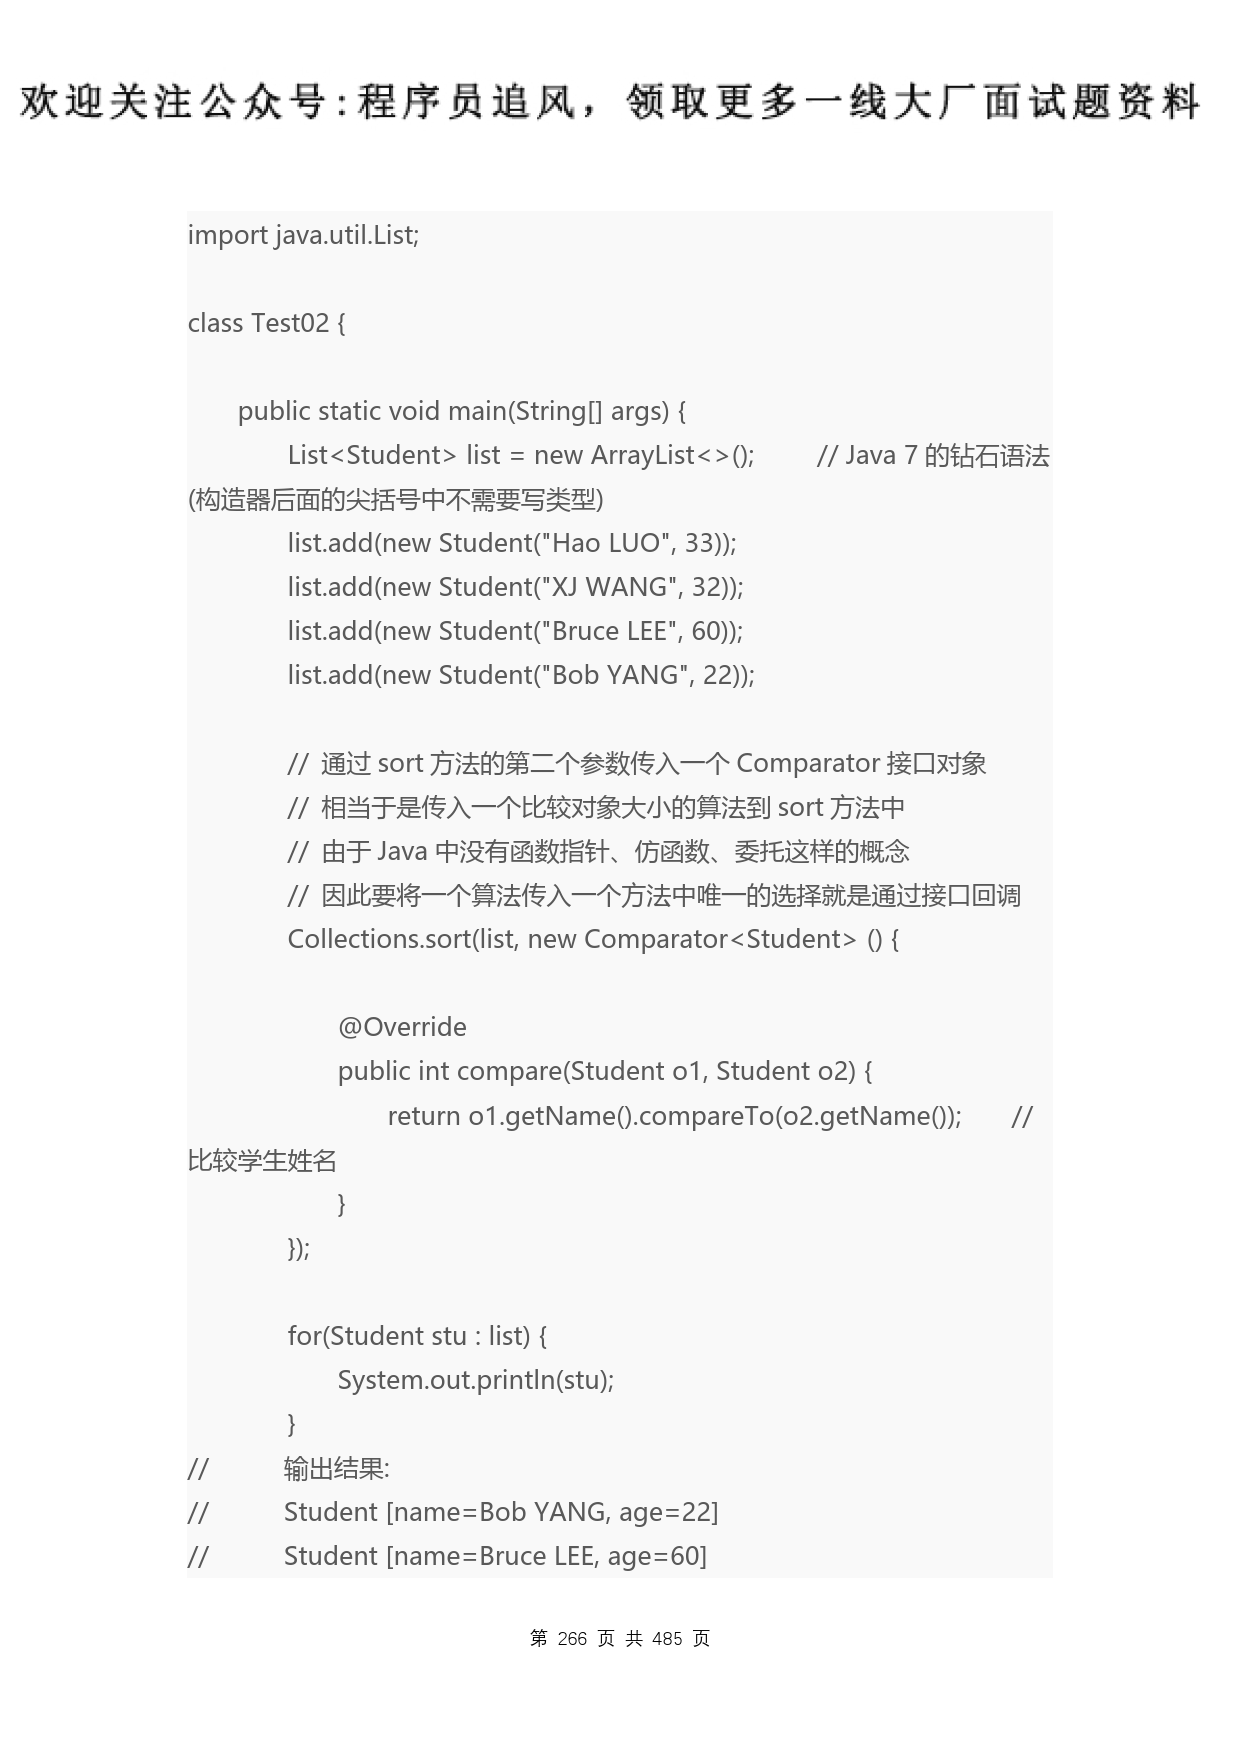 欢迎关注公众号:程序员追风，领取更多一线大厂面试题资料
import java.util.List;
class Test02 {
public static void main(String[] args) {
List<Student> list = new ArrayList<>(); // Java 7 的钻石语法
(构造器后面的尖括号中不需要写类型)
list.add(new Student("Hao LUO", 33));
list.add(new Student("XJ WANG", 32));
list.add(new Student("Bruce LEE", 60));
list.add(new Student("Bob YANG", 22));
// 通过 sort 方法的第二个参数传入一个 Comparator 接口对象
// 相当于是传入一个比较对象大小的算法到 sort 方法中
// 由于 Java 中没有函数指针、仿函数、委托这样的概念
// 因此要将一个算法传入一个方法中唯一的选择就是通过接口回调
Collections.sort(list, new Comparator<Student> () {
@Override
public int compare(Student o1, Student o2) {
return o1.getName().compareTo(o2.getName()); //
比较学生姓名
}
});
for(Student stu : list) {
System.out.println(stu);
}
// 输出结果:
// Student [name=Bob YANG, age=22]
// Student [name=Bruce LEE, age=60]
第 266 页 共 485 页